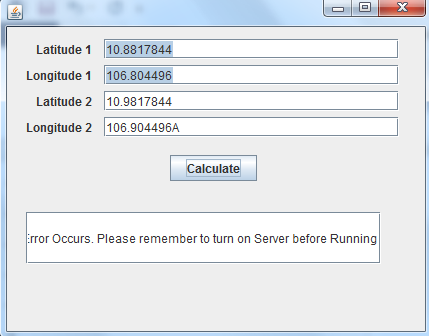 Latitude 1 10.8817844
Longitude 1 106.804496
Latitude 2 10.9817844
Longitude 2 106.904496A
Calculate
Error Occurs. Please remember to turn on Server before Running